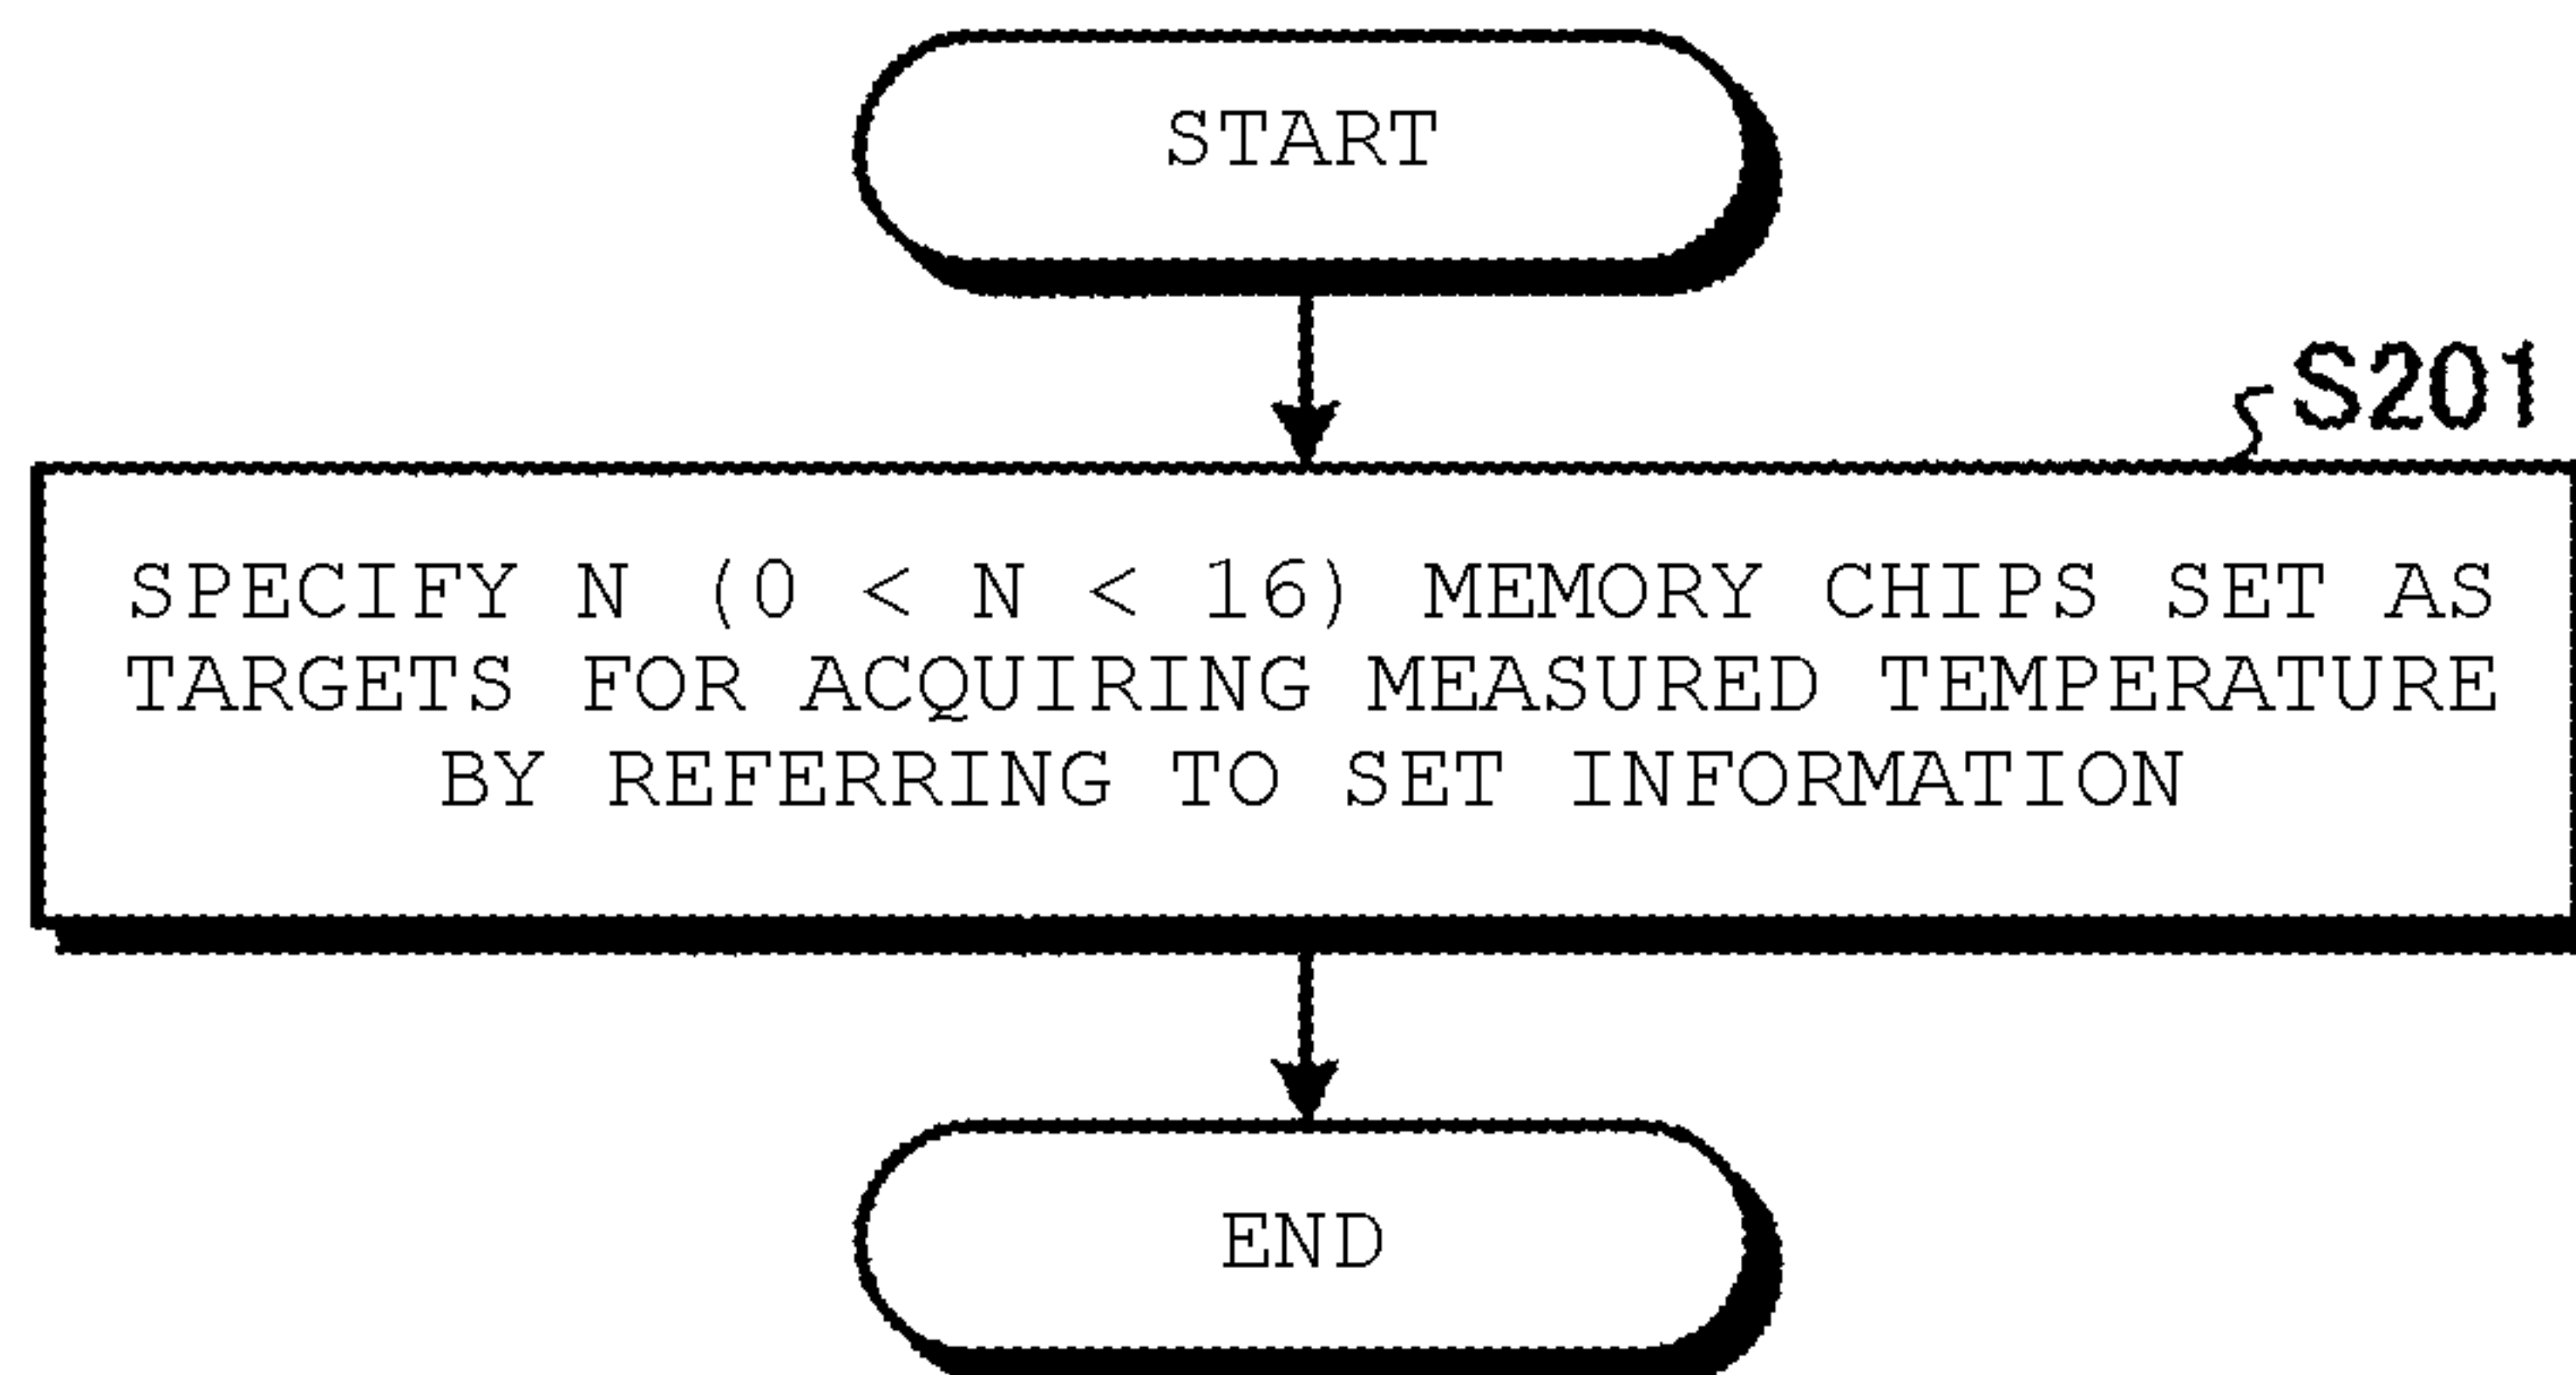 START
S201
SPECIFY N (0 < N < 16) MEMORY CHIPS SET AS
TARGETS FOR ACQUIRING MEASURED TEMPERATURE
BY REFERRING TO SET INFORMATION
END